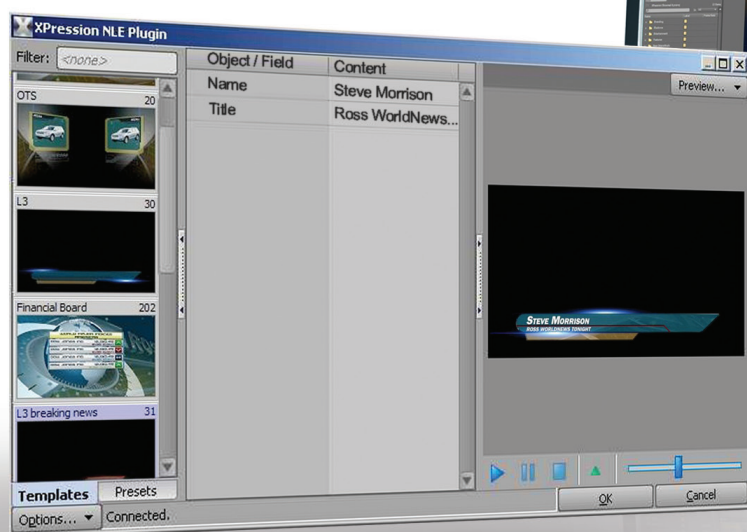 XPression NLE Plugin
Filter: <none>
Object / Field Content
Name Steve Morrison
Title Ross WorldNews...
Preview...
OTS 20
L3 30
Financial Board 202
L3 breaking news 31
STEVE MORRISON
ROSS WORLDNEWS TONIGHT
Templates Presets
OK Cancel
Options... Connected.